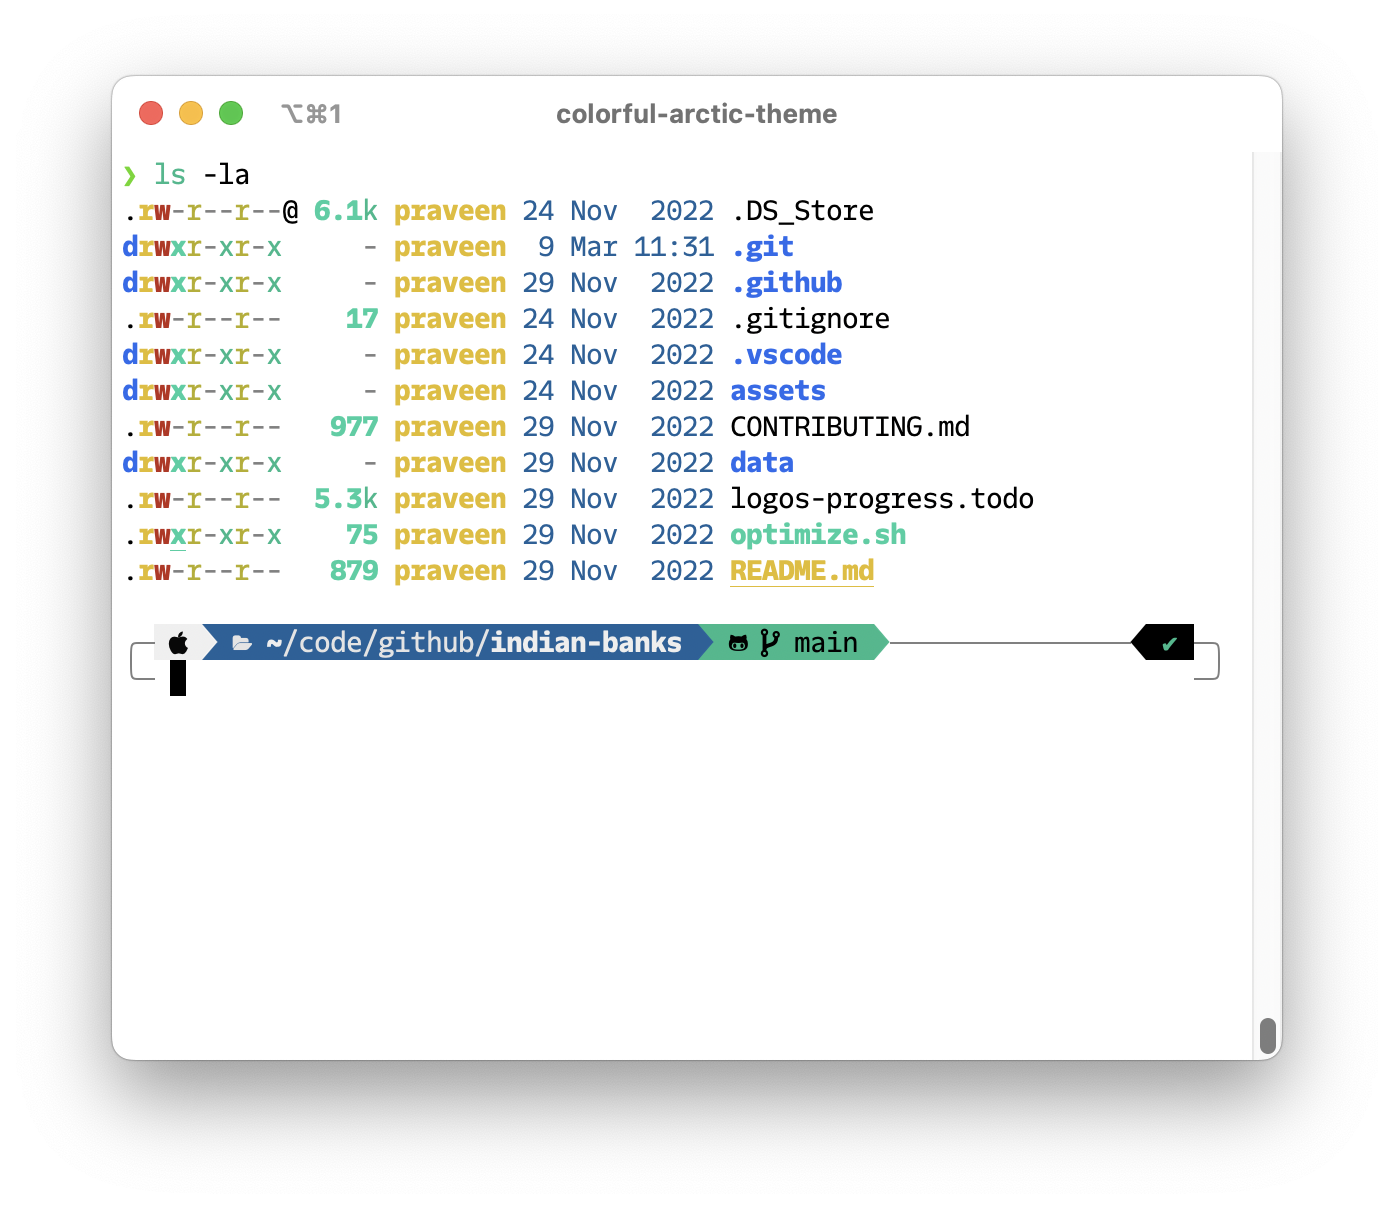 ⌥⌘1 colorful-arctic-theme
❯ ls -la
.rw-r--r--@ 6.1k praveen 24 Nov  2022 .DS_Store
drwxr-xr-x     - praveen  9 Mar 11:31 .git
drwxr-xr-x     - praveen 29 Nov  2022 .github
.rw-r--r--    17 praveen 24 Nov  2022 .gitignore
drwxr-xr-x     - praveen 24 Nov  2022 .vscode
drwxr-xr-x     - praveen 24 Nov  2022 assets
.rw-r--r--   977 praveen 29 Nov  2022 CONTRIBUTING.md
drwxr-xr-x     - praveen 29 Nov  2022 data
.rw-r--r--  5.3k praveen 29 Nov  2022 logos-progress.todo
.rwxr-xr-x    75 praveen 29 Nov  2022 optimize.sh
.rw-r--r--   879 praveen 29 Nov  2022 README.md
~/code/github/indian-banks main ✔